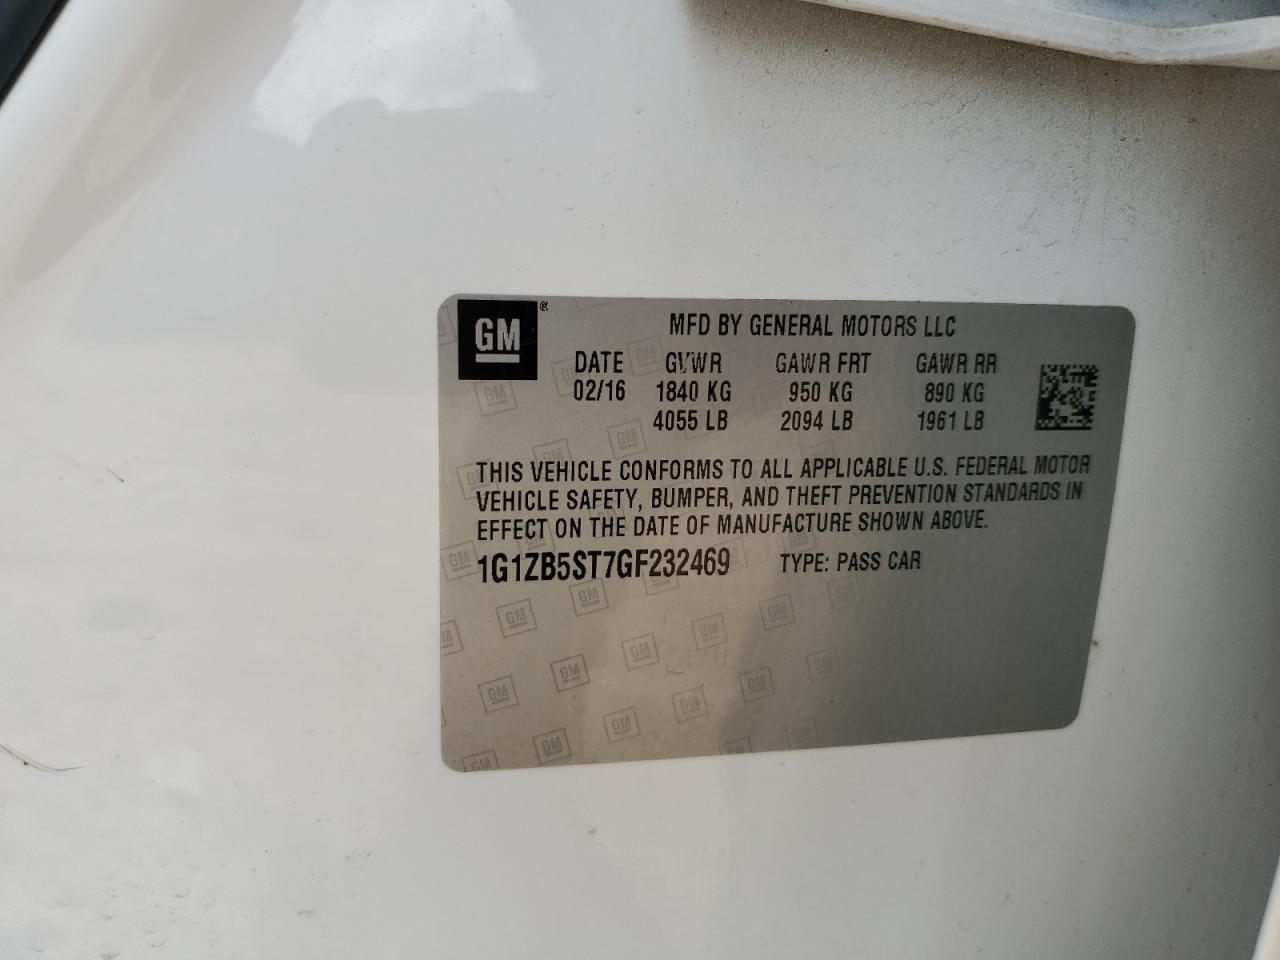 GM ®
MFD BY GENERAL MOTORS LLC
DATE GVWR GAWR FRT GAWR RR
02/16 1840 KG 950 KG 890 KG
4055 LB 2094 LB 1961 LB
THIS VEHICLE CONFORMS TO ALL APPLICABLE U.S. FEDERAL MOTOR
VEHICLE SAFETY, BUMPER, AND THEFT PREVENTION STANDARDS IN
EFFECT ON THE DATE OF MANUFACTURE SHOWN ABOVE.
1G1ZB5ST7GF232469 TYPE: PASS CAR